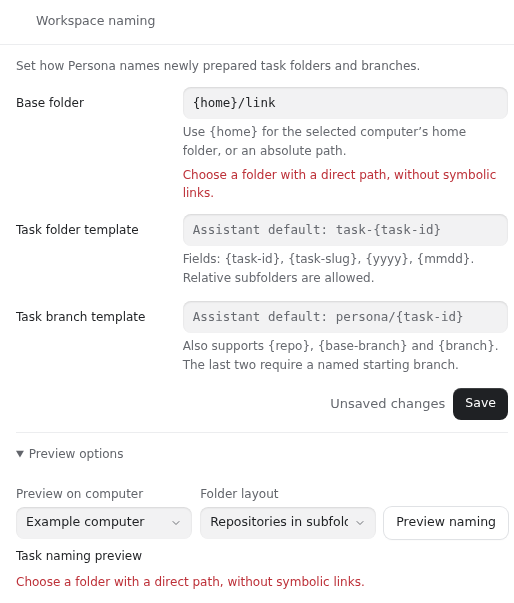 Workspace naming
Set how Persona names newly prepared task folders and branches.
Base folder
{home}/link
Use {home} for the selected computer’s home
folder, or an absolute path.
Choose a folder with a direct path, without symbolic
links.
Task folder template
Assistant default: task-{task-id}
Fields: {task-id}, {task-slug}, {yyyy}, {mmdd}.
Relative subfolders are allowed.
Task branch template
Assistant default: persona/{task-id}
Also supports {repo}, {base-branch} and {branch}.
The last two require a named starting branch.
Unsaved changes
Save
▼ Preview options
Preview on computer
Folder layout
Example computer
Repositories in subfol
Preview naming
Task naming preview
Choose a folder with a direct path, without symbolic links.